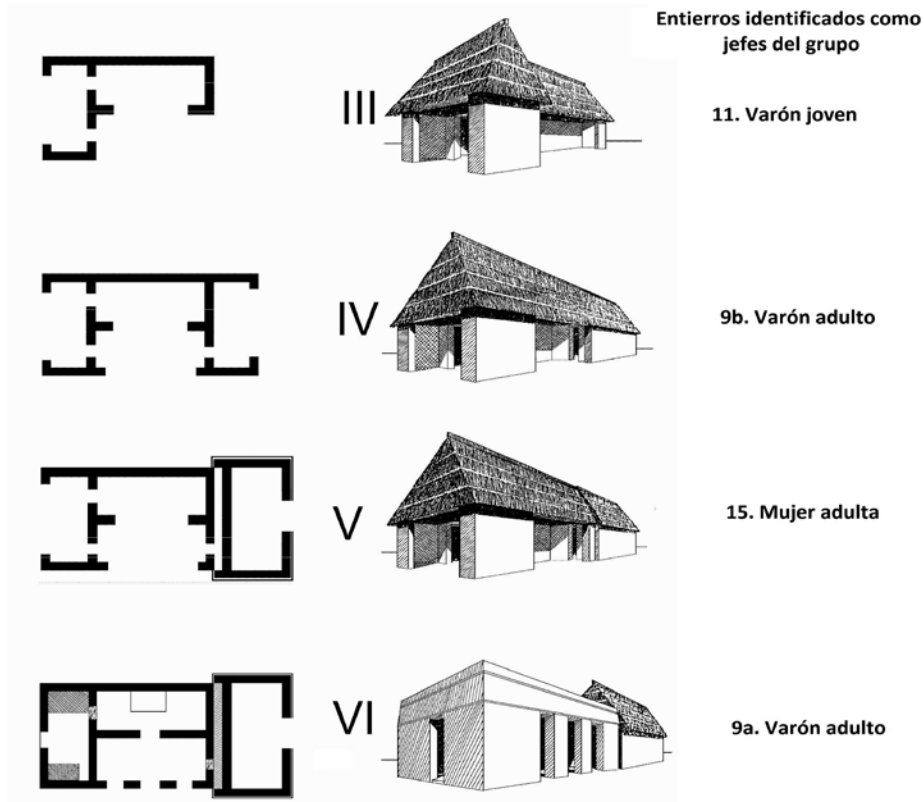 Entierros identificados como
jefes del grupo
III
11. Varón joven
IV
9b. Varón adulto
V
15. Mujer adulta
VI
9a. Varón adulto